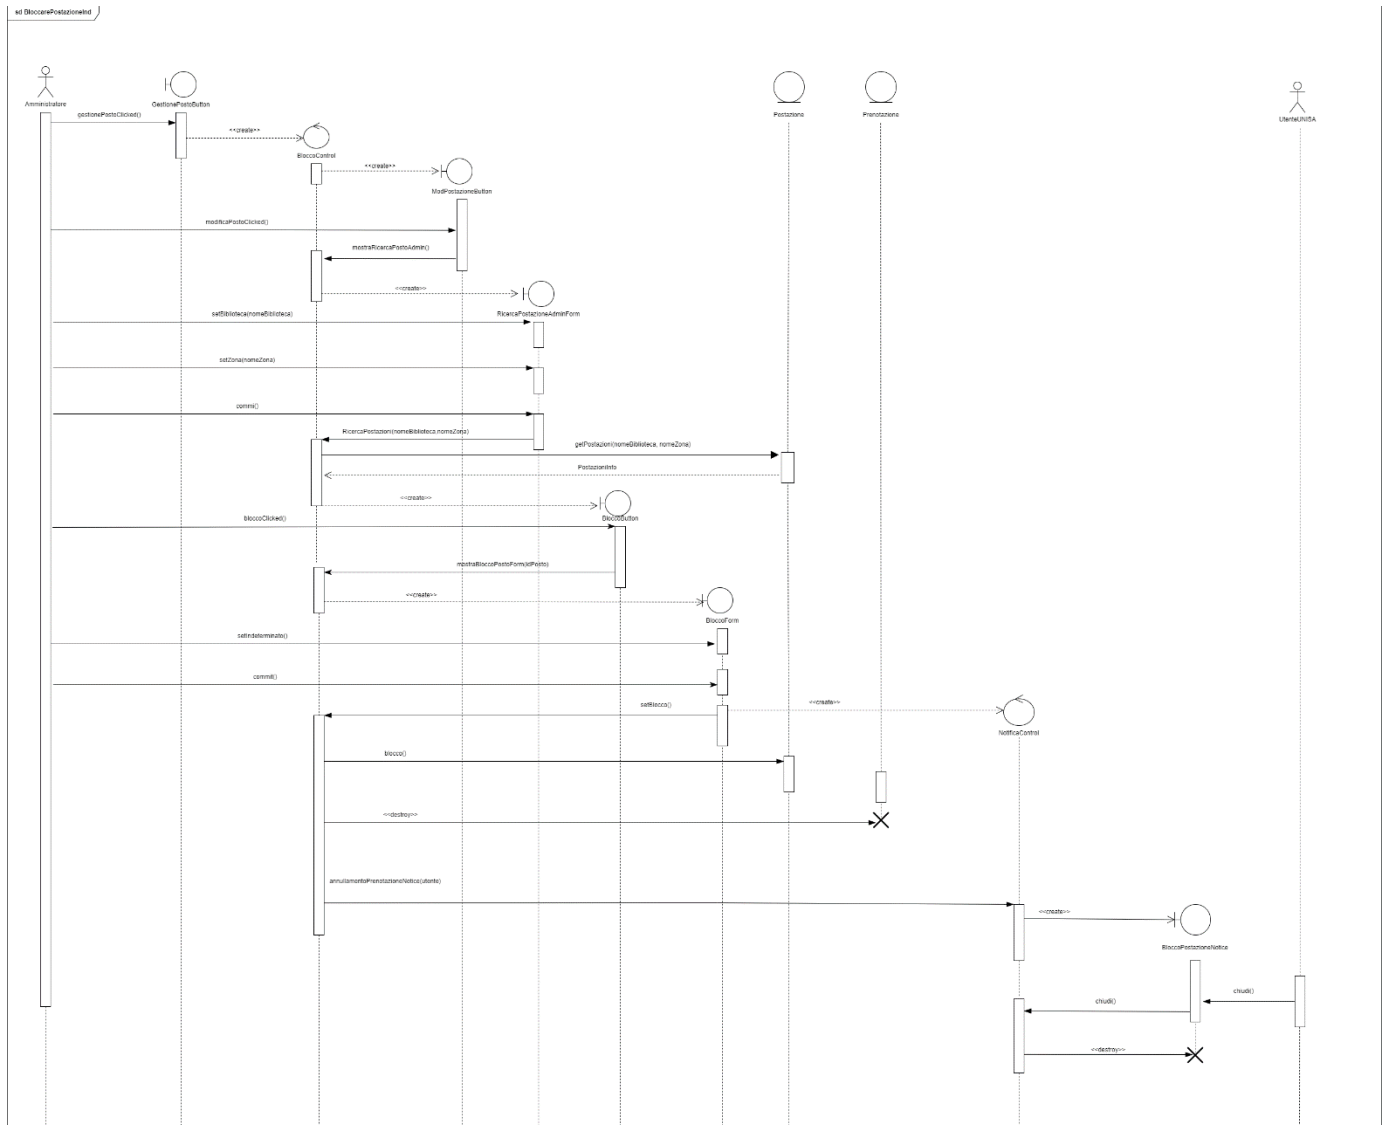 sd BloccarePostazioneInd
Amministratore
GestionePostoButton
Postazione
Prenotazione
UtenteUNISA
gestionePostoClicked()
<<create>>
BloccoControl
<<create>>
ModPostazioneButton
modificaPostoClicked()
mostraRicercaPostoAdmin()
<<create>>
RicercaPostazioneAdminForm
setBiblioteca(nomeBiblioteca)
setZona(nomeZona)
commi()
RicercaPostazioni(nomeBiblioteca,nomeZona)
getPostazioni(nomeBiblioteca, nomeZona)
PostazioniInfo
<<create>>
bloccoClicked()
BloccoButton
mostraBloccoPostoForm(idPosto)
<<create>>
BloccoForm
setIndeterminato()
commit()
setBlocco()
<<create>>
NotificaControl
blocco()
<<destroy>>
annullamentoPrenotazioneNotice(utente)
<<create>>
BloccoPostazioneNotice
chiudi()
chiudi()
<<destroy>>